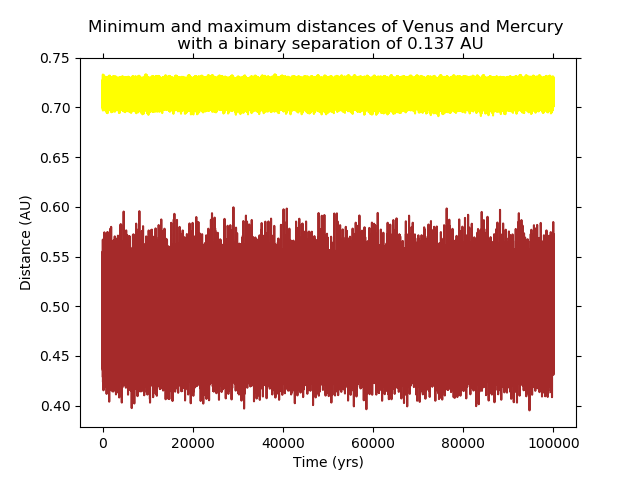 Minimum and maximum distances of Venus and Mercury
with a binary separation of 0.137 AU
0.75
0.70
0.65
0.60
0.55
0.50
0.45
0.40
Distance (AU)
0 20000 40000 60000 80000 100000
Time (yrs)